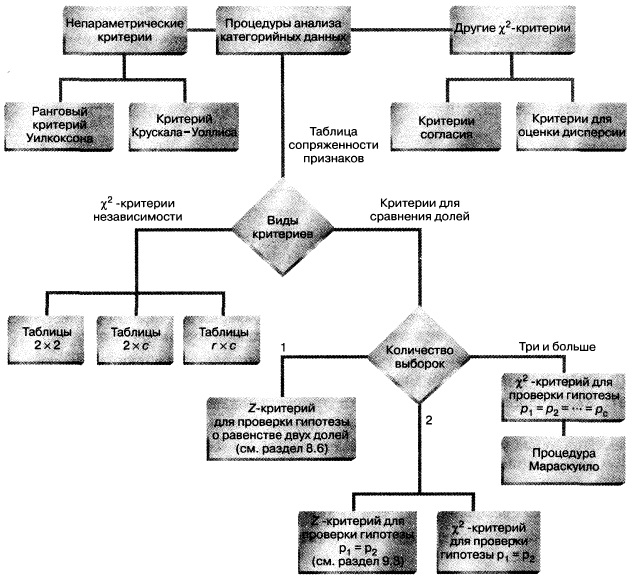 Непараметрические
критерии
Процедуры анализа
категорийных данных
Другие χ²-критерии
Ранговый
критерий
Уилкоксона
Критерий
Крускала–Уоллиса
Таблица
сопряженности
признаков
Критерии
согласия
Критерии для
оценки дисперсии
χ²-критерии
независимости
Виды
критериев
Критерии для
сравнения долей
Таблицы
2 × 2
Таблицы
2 × c
Таблицы
r × c
1
Количество
выборок
Три и больше
Z-критерий
для проверки гипотезы
о равенстве двух долей
(см. раздел 8.6)
2
χ²-критерий для
проверки гипотезы
p₁ = p₂ = ··· = p_c
Процедура
Мараскуило
Z-критерий для
проверки гипотезы
p₁ = p₂
(см. раздел 9.3)
χ²-критерий
для проверки
гипотезы p₁ = p₂